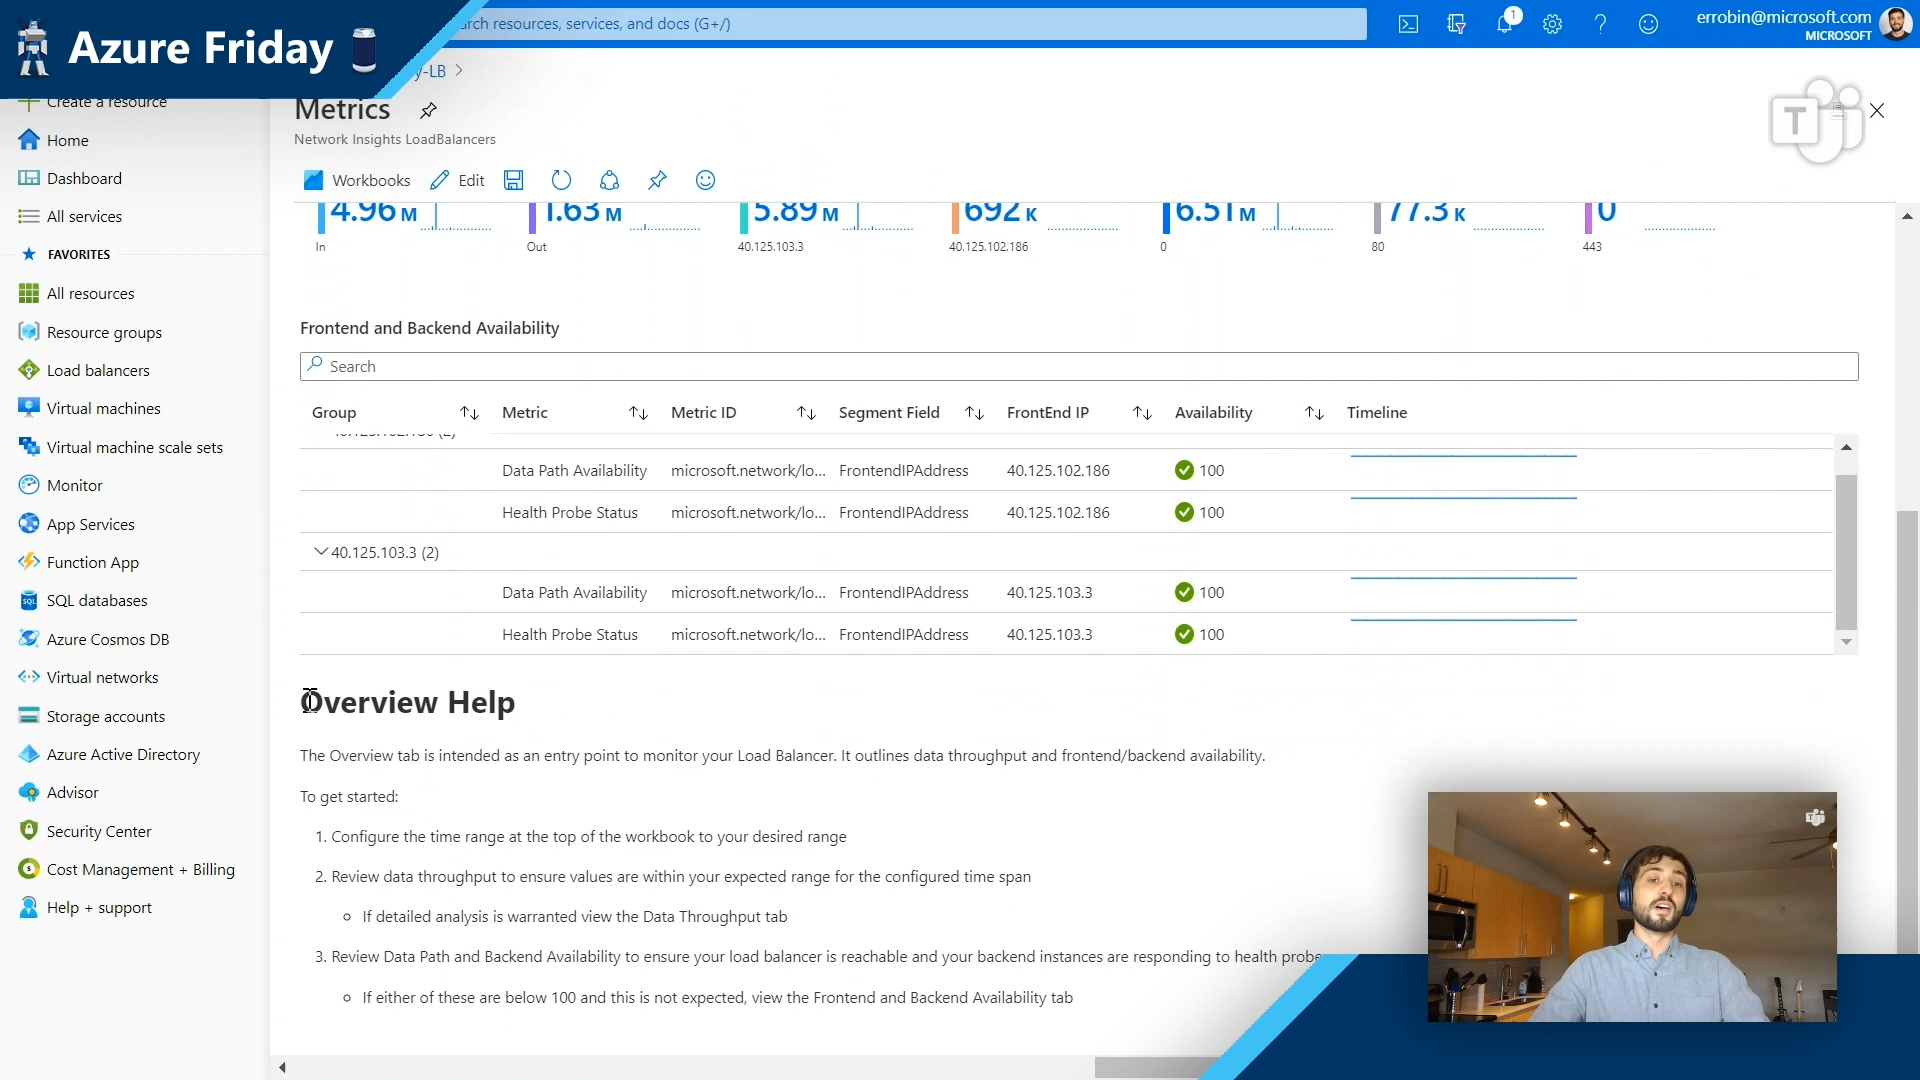 Azure Friday
rch resources, services, and docs (G+/)
1
errobin@microsoft.com
MICROSOFT
y-LB
Create a resource
Home
Dashboard
All services
FAVORITES
All resources
Resource groups
Load balancers
Virtual machines
Virtual machine scale sets
Monitor
App Services
Function App
SQL databases
Azure Cosmos DB
Virtual networks
Storage accounts
Azure Active Directory
Advisor
Security Center
Cost Management + Billing
Help + support
Metrics
Network Insights LoadBalancers
T
Workbooks Edit
4.96 M 1.63 M 5.89 M 692 K 6.51 M 77.3 K 0
In Out 40.125.103.3 40.125.102.186 0 80 443
Frontend and Backend Availability
Search
Group Metric Metric ID Segment Field FrontEnd IP Availability Timeline
40.125.102.186 (2)
Data Path Availability microsoft.network/lo... FrontendIPAddress 40.125.102.186 100
Health Probe Status microsoft.network/lo... FrontendIPAddress 40.125.102.186 100
40.125.103.3 (2)
Data Path Availability microsoft.network/lo... FrontendIPAddress 40.125.103.3 100
Health Probe Status microsoft.network/lo... FrontendIPAddress 40.125.103.3 100
Overview Help
The Overview tab is intended as an entry point to monitor your Load Balancer. It outlines data throughput and frontend/backend availability.
To get started:
1. Configure the time range at the top of the workbook to your desired range
2. Review data throughput to ensure values are within your expected range for the configured time span
If detailed analysis is warranted view the Data Throughput tab
3. Review Data Path and Backend Availability to ensure your load balancer is reachable and your backend instances are responding to health probe
If either of these are below 100 and this is not expected, view the Frontend and Backend Availability tab